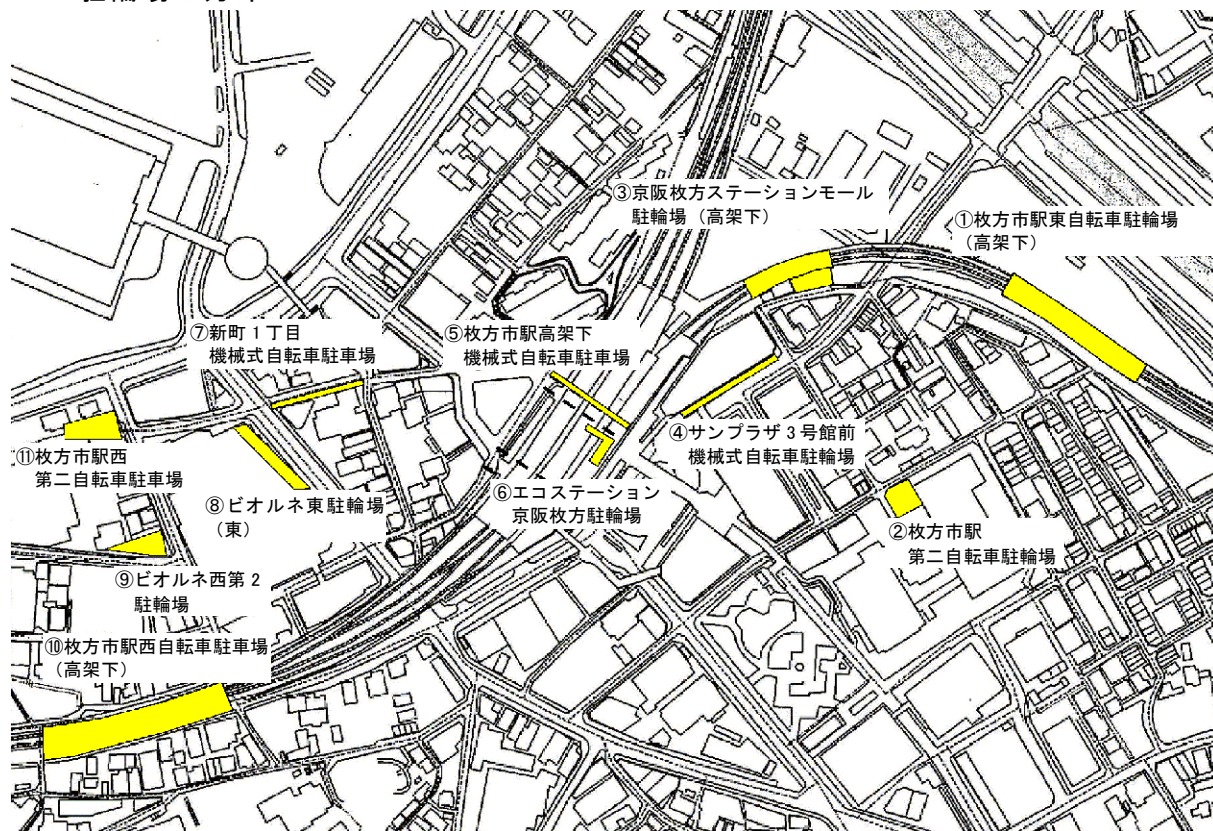 ③京阪枚方ステーションモール
駐輪場（高架下）
①枚方市駅東自転車駐輪場
（高架下）
⑦新町１丁目
機械式自転車駐車場
⑤枚方市駅高架下
機械式自転車駐車場
④サンプラザ３号館前
機械式自転車駐輪場
⑪枚方市駅西
第二自転車駐車場
⑧ビオルネ東駐輪場
（東）
⑥エコステーション
京阪枚方駐輪場
②枚方市駅
第二自転車駐輪場
⑨ビオルネ西第２
駐輪場
⑩枚方市駅西自転車駐車場
（高架下）